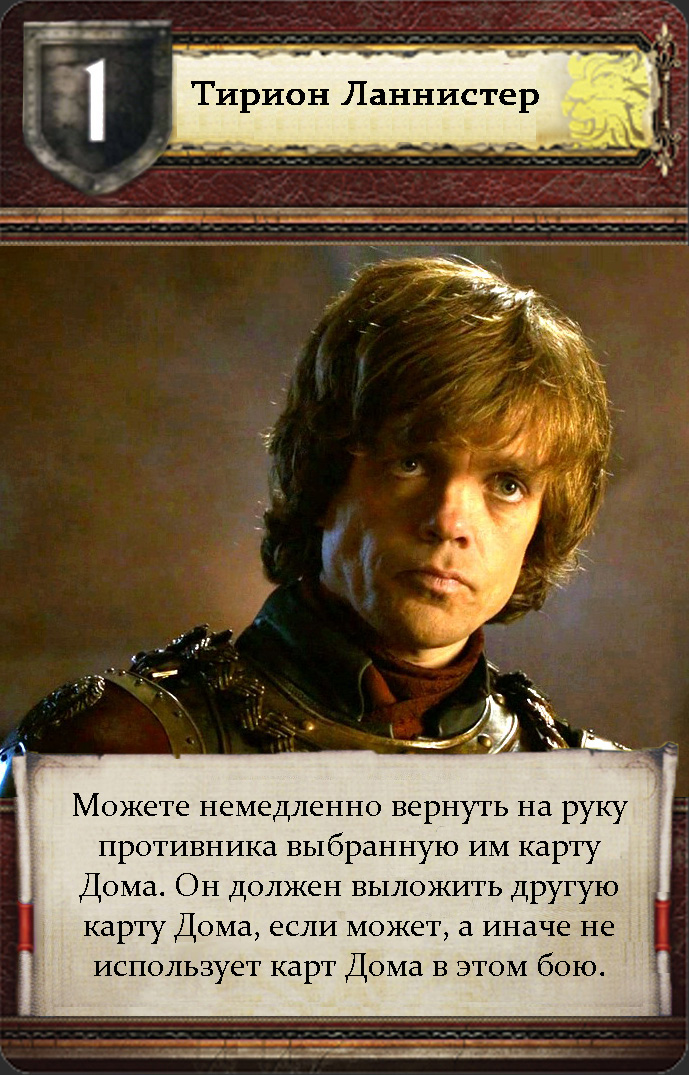 1
Тирион Ланнистер
Можете немедленно вернуть на руку
противника выбранную им карту
Дома. Он должен выложить другую
карту Дома, если может, а иначе не
использует карт Дома в этом бою.